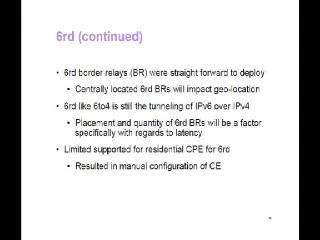 6rd (continued)
• 6rd border relays (BR) were straight forward to deploy
• Centrally located 6rd BRs will impact geo-location
• 6rd like 6to4 is still the tunneling of IPv6 over IPv4
• Placement and quantity of 6rd BRs will be a factor
specifically with regards to latency
• Limited supported for residential CPE for 6rd
• Resulted in manual configuration of CE